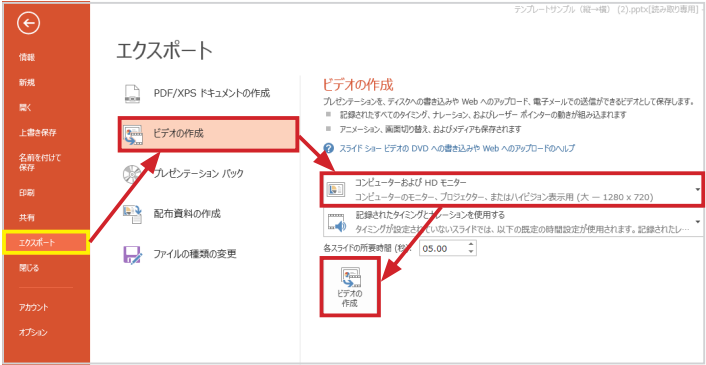 テンプレートサンプル (縦→横) (2).pptx[読み取り専用] -
情報
新規
開く
上書き保存
名前を付けて
保存
印刷
共有
エクスポート
閉じる
アカウント
オプション
エクスポート
PDF/XPS ドキュメントの作成
ビデオの作成
プレゼンテーション パック
配布資料の作成
ファイルの種類の変更
ビデオの作成
プレゼンテーションを、ディスクへの書き込みや Web へのアップロード、電子メールでの送信ができるビデオとして保存します。
記録されたすべてのタイミング、ナレーション、およびレーザー ポインターの動きが組み込まれます
アニメーション、画面切り替え、およびメディアも保存されます
スライド ショー ビデオの DVD への書き込みや Web へのアップロードのヘルプ
コンピューターおよび HD モニター
コンピューターのモニター、プロジェクター、またはハイビジョン表示用 (大 ー 1280 x 720)
記録されたタイミングとナレーションを使用する
タイミングが設定されていないスライドでは、以下の既定の時間設定が使用されます。記録されたレ…
各スライドの所要時間 (秒): 05.00
ビデオの
作成